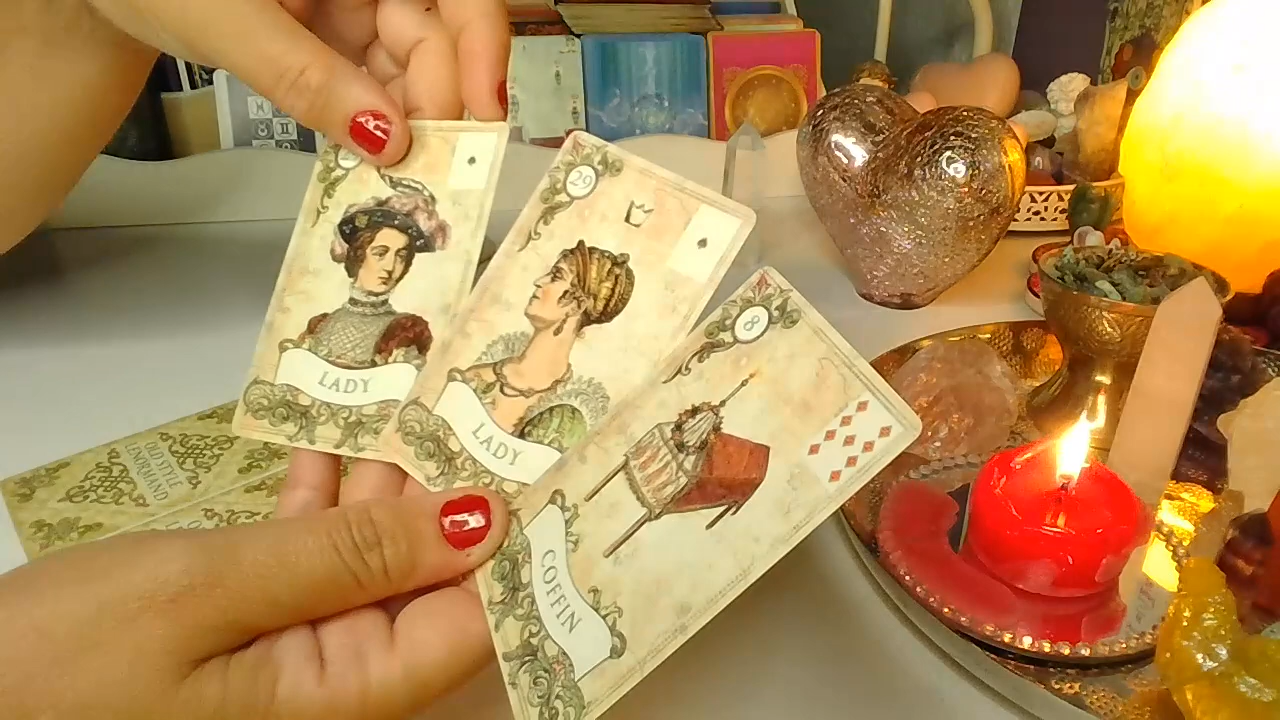 LADY
29
LADY
8
COFFIN
OLD STYLE
LENORMAND